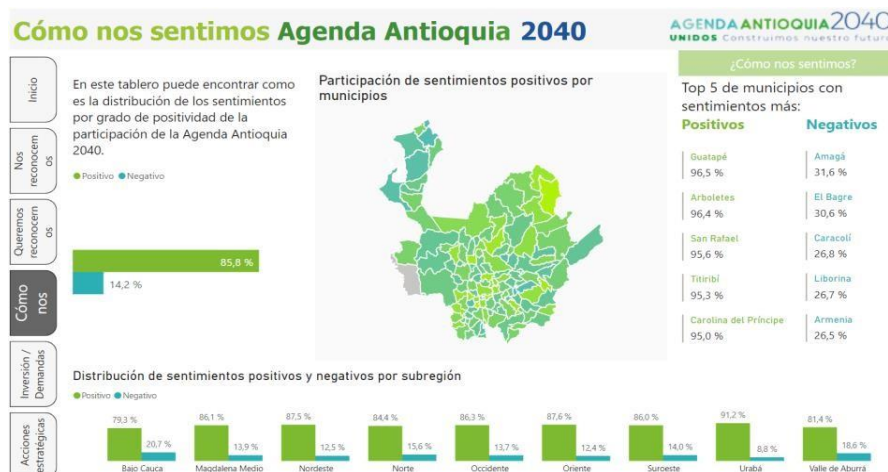 Cómo nos sentimos Agenda Antioquia 2040
AGENDA ANTIOQUIA 2040
UNIDOS Construimos nuestro futuro
Inicio
Nos
reconocem
os
Queremos
reconocem
os
Cómo
nos
Inversión /
Demandas
Acciones
estratégicas
En este tablero puede encontrar como
es la distribución de los sentimientos
por grado de positividad de la
participación de la Agenda Antioquia
2040.
Positivo Negativo
85,8 %
14,2 %
Participación de sentimientos positivos por
municipios
¿Cómo nos sentimos?
Top 5 de municipios con
sentimientos más:
Positivos Negativos
Guatapé Amagá
96,5 % 31,6 %
Arboletes El Bagre
96,4 % 30,6 %
San Rafael Caracolí
95,6 % 26,8 %
Titiribí Liborina
95,3 % 26,7 %
Carolina del Príncipe Armenia
95,0 % 26,5 %
Distribución de sentimientos positivos y negativos por subregión
Positivo Negativo
79,3 % 86,1 % 87,5 % 84,4 % 86,3 % 87,6 % 86,0 % 91,2 % 81,4 %
20,7 % 13,9 % 12,5 % 15,6 % 13,7 % 12,4 % 14,0 % 8,8 % 18,6 %
Bajo Cauca Magdalena Medio Nordeste Norte Occidente Oriente Suroeste Urabá Valle de Aburrá